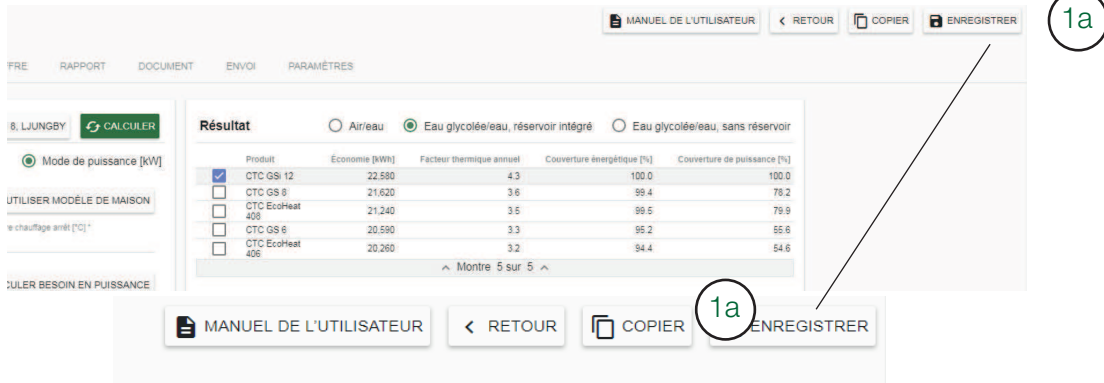 MANUEL DE L'UTILISATEUR RETOUR COPIER ENREGISTRER 1a
FRE RAPPORT DOCUMENT ENVOI PARAMÈTRES
8, LJUNGBY CALCULER
Mode de puissance [kW]
UTILISER MODÈLE DE MAISON
re chauffage arrêt [°C] *
CULER BESOIN EN PUISSANCE
Résultat Air/eau Eau glycolée/eau, réservoir intégré Eau glycolée/eau, sans réservoir
Produit Économie [kWh] Facteur thermique annuel Couverture énergétique [%] Couverture de puissance [%]
CTC GSi 12 22,580 4.3 100.0 100.0
CTC GS 8 21,620 3.6 99.4 78.2
CTC EcoHeat 408 21,240 3.5 99.5 79.9
CTC GS 6 20,590 3.3 95.2 55.6
CTC EcoHeat 406 20,260 3.2 94.4 54.6
Montre 5 sur 5
MANUEL DE L'UTILISATEUR RETOUR COPIER 1a ENREGISTRER